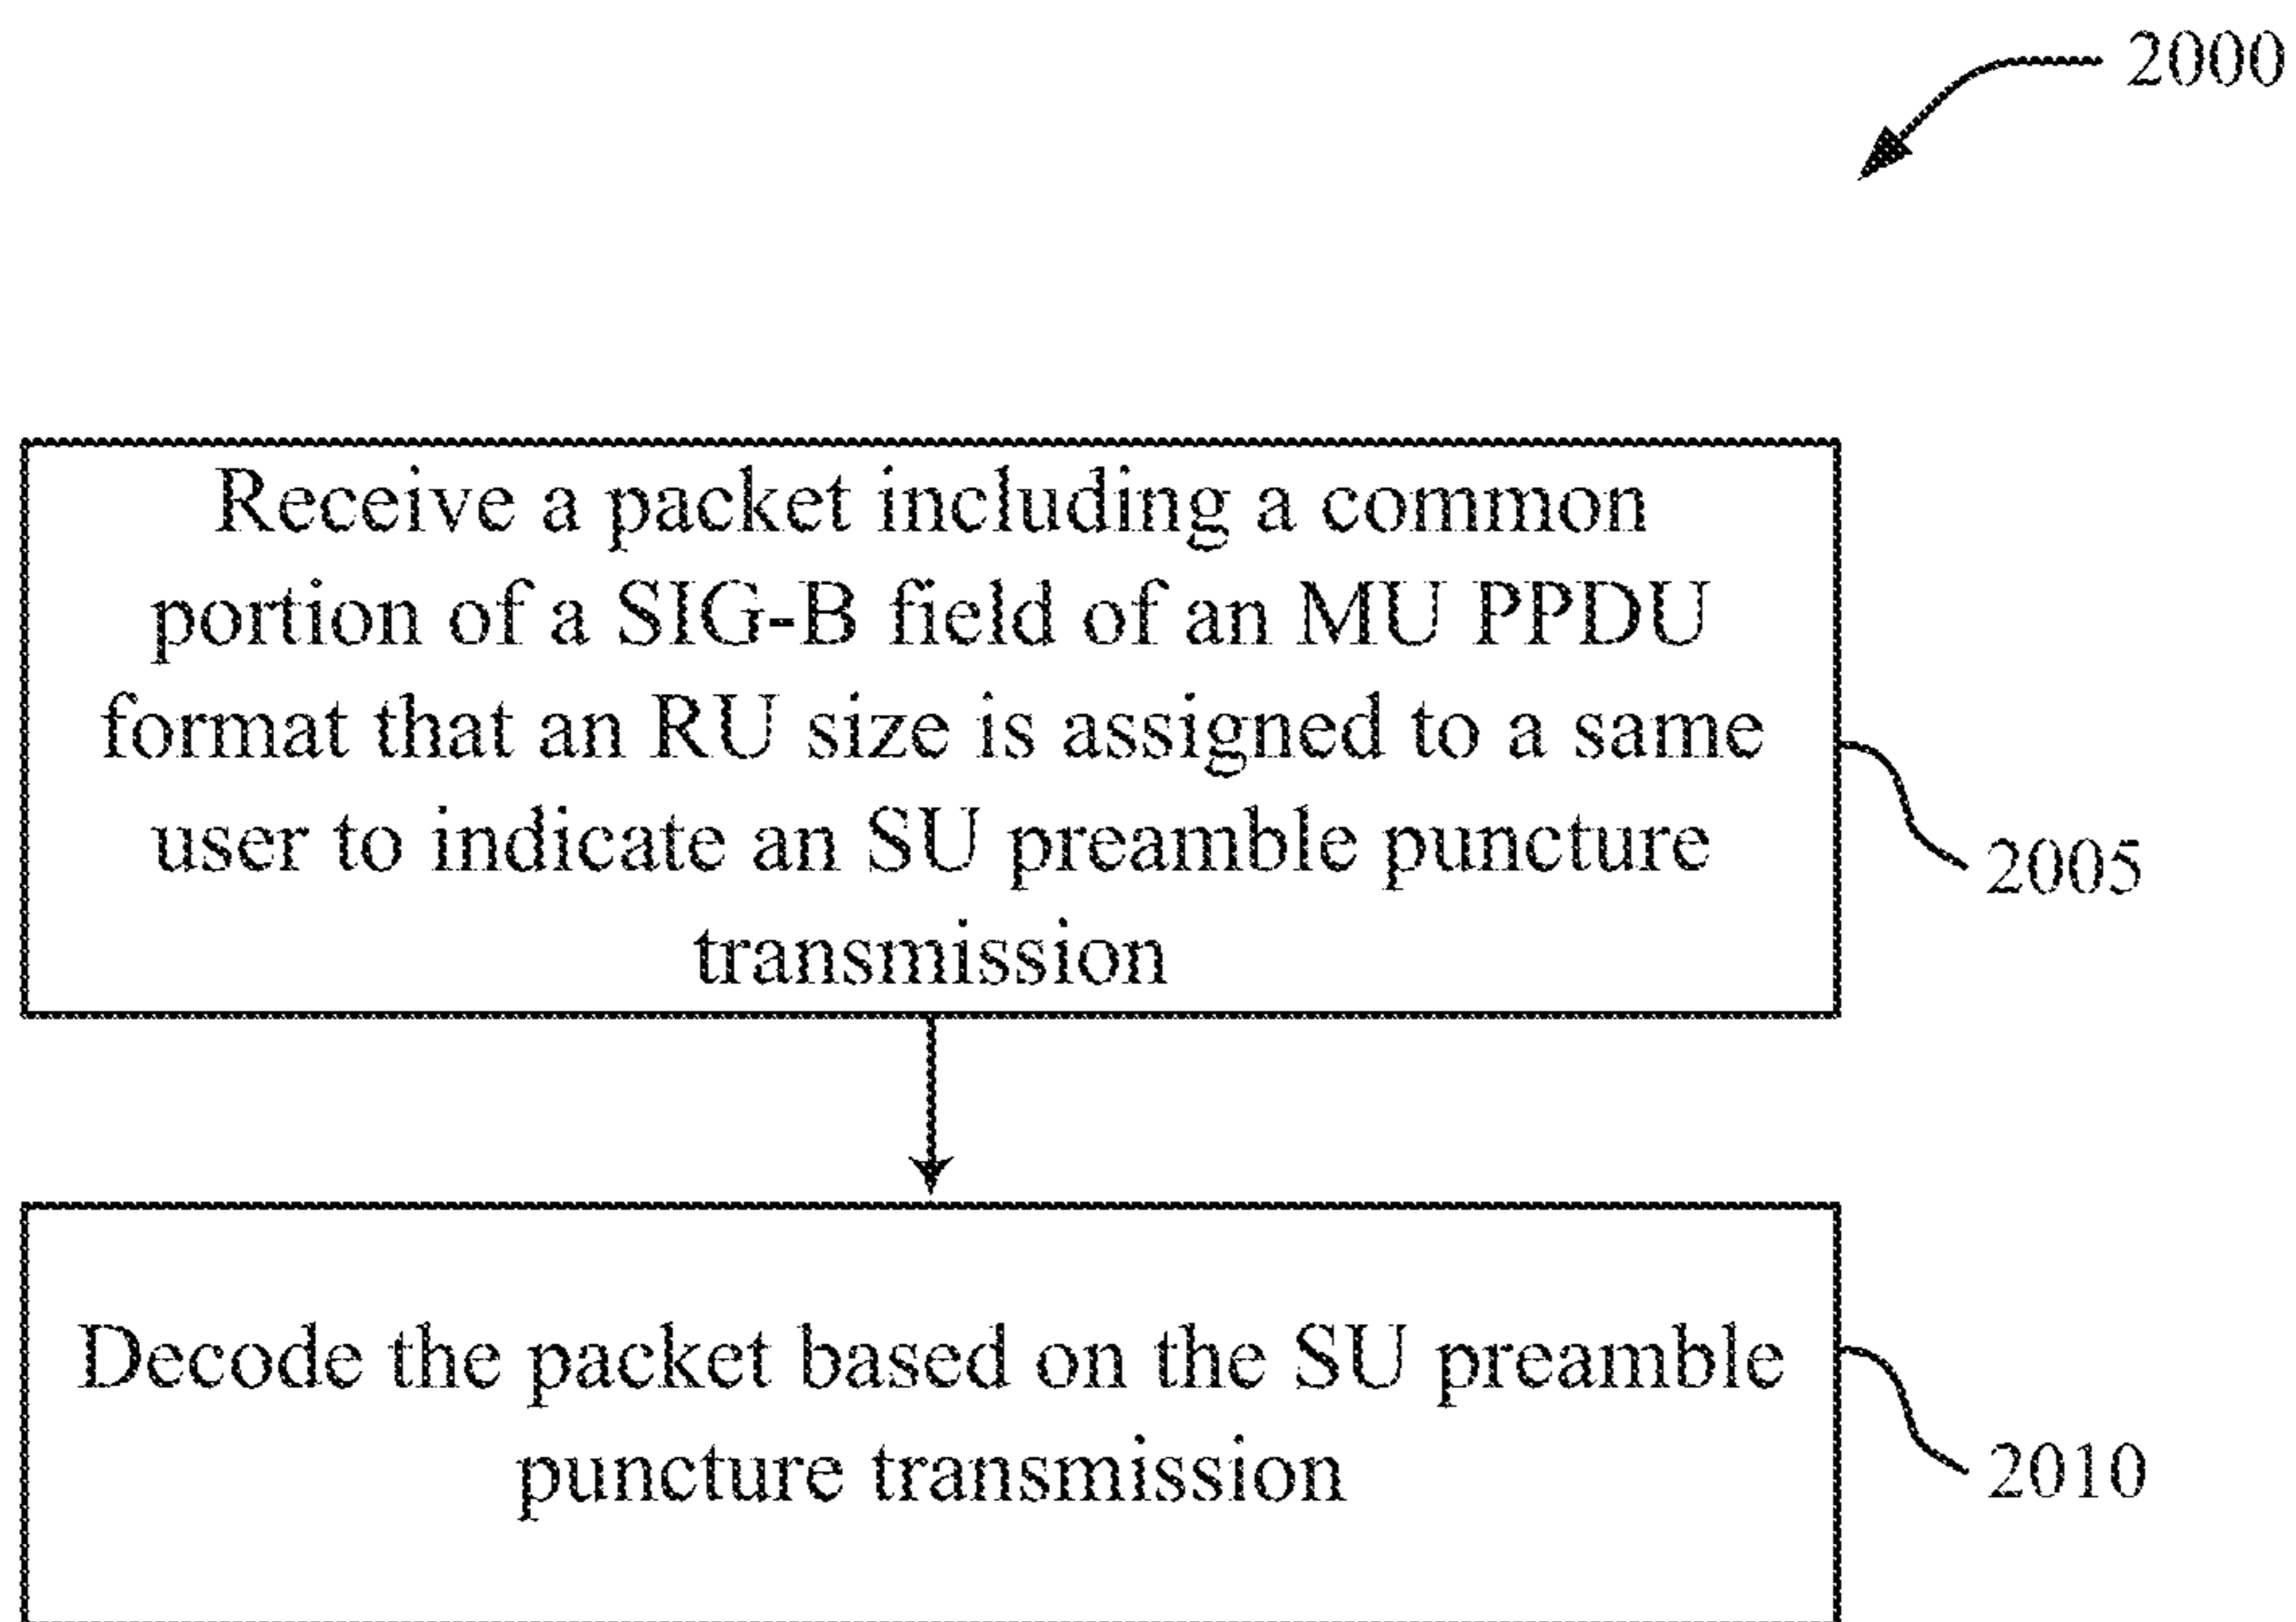 2000
Receive a packet including a common
portion of a SIG-B field of an MU PPDU
format that an RU size is assigned to a same
user to indicate an SU preamble puncture
transmission
2005
Decode the packet based on the SU preamble
puncture transmission
2010